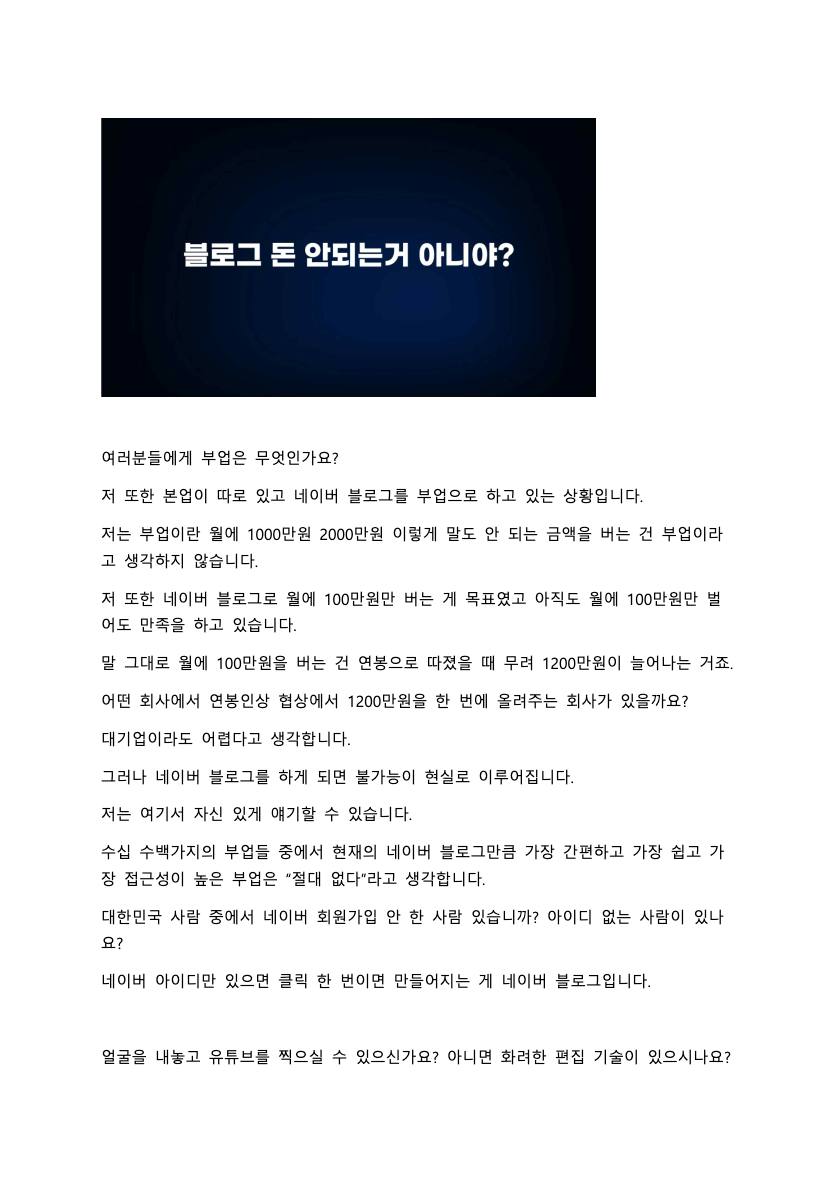 블로그 돈 안되는거 아니야?
여러분들에게 부업은 무엇인가요?
저 또한 본업이 따로 있고 네이버 블로그를 부업으로 하고 있는 상황입니다.
저는 부업이란 월에 1000만원 2000만원 이렇게 말도 안 되는 금액을 버는 건 부업이라
고 생각하지 않습니다.
저 또한 네이버 블로그로 월에 100만원만 버는 게 목표였고 아직도 월에 100만원만 벌
어도 만족을 하고 있습니다.
말 그대로 월에 100만원을 버는 건 연봉으로 따졌을 때 무려 1200만원이 늘어나는 거죠.
어떤 회사에서 연봉인상 협상에서 1200만원을 한 번에 올려주는 회사가 있을까요?
대기업이라도 어렵다고 생각합니다.
그러나 네이버 블로그를 하게 되면 불가능이 현실로 이루어집니다.
저는 여기서 자신 있게 얘기할 수 있습니다.
수십 수백가지의 부업들 중에서 현재의 네이버 블로그만큼 가장 간편하고 가장 쉽고 가
장 접근성이 높은 부업은 “절대 없다”라고 생각합니다.
대한민국 사람 중에서 네이버 회원가입 안 한 사람 있습니까? 아이디 없는 사람이 있나
요?
네이버 아이디만 있으면 클릭 한 번이면 만들어지는 게 네이버 블로그입니다.
얼굴을 내놓고 유튜브를 찍으실 수 있으신가요? 아니면 화려한 편집 기술이 있으시나요?